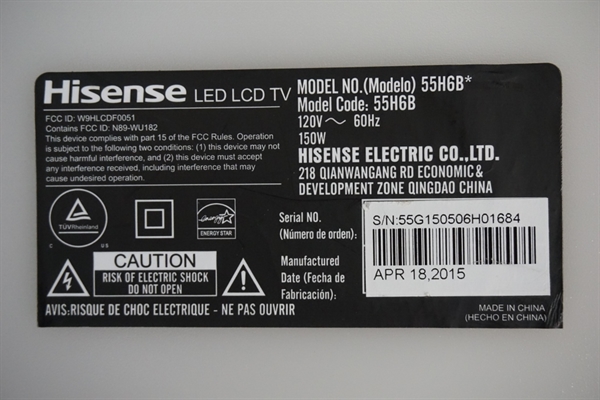 Hisense LED LCD TV
FCC ID: W9HLCDF0051
Contains FCC ID: N89-WU182
This device complies with part 15 of the FCC Rules. Operation
is subject to the following two conditions: (1) this device may not
cause harmful interference, and (2) this device must accept
any interference received, including interference that may
cause undesired operation.
MODEL NO.(Modelo) 55H6B*
Model Code: 55H6B
120V～ 60Hz
150W
HISENSE ELECTRIC CO.,LTD.
218 QIANWANGANG RD ECONOMIC&
DEVELOPMENT ZONE QINGDAO CHINA
TÜVRheinland
C US
energy
ENERGY STAR
CAUTION
RISK OF ELECTRIC SHOCK
DO NOT OPEN
AVIS:RISQUE DE CHOC ELECTRIQUE - NE PAS OUVRIR
Serial NO.
(Número de orden):
S/N:55G150506H01684
Manufactured
Date (Fecha de
Fabricación):
APR 18,2015
MADE IN CHINA
(HECHO EN CHINA)